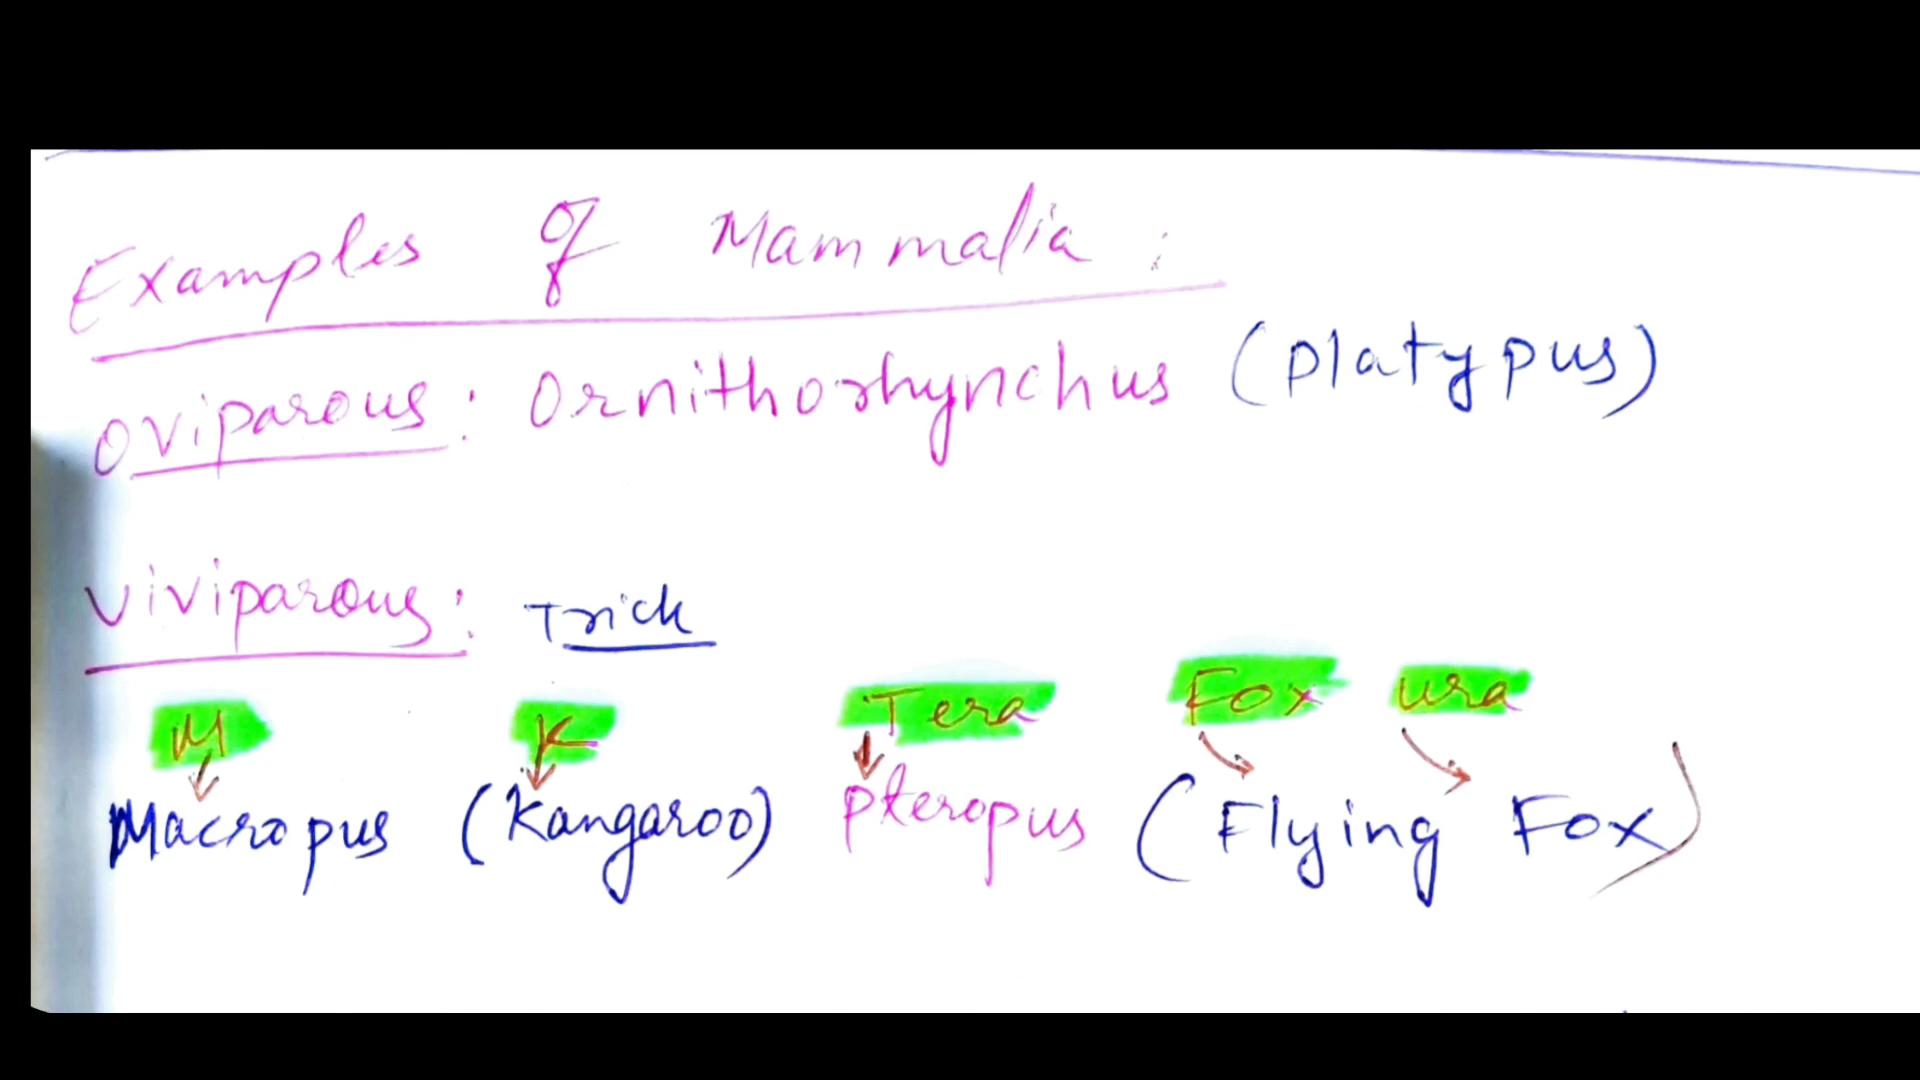 Examples of Mammalia :
Oviparous : Ornithorhynchus (Platypus)
Viviparous : Trick
M K Tera Fox ura
Macropus (Kangaroo) Pteropus (Flying Fox)